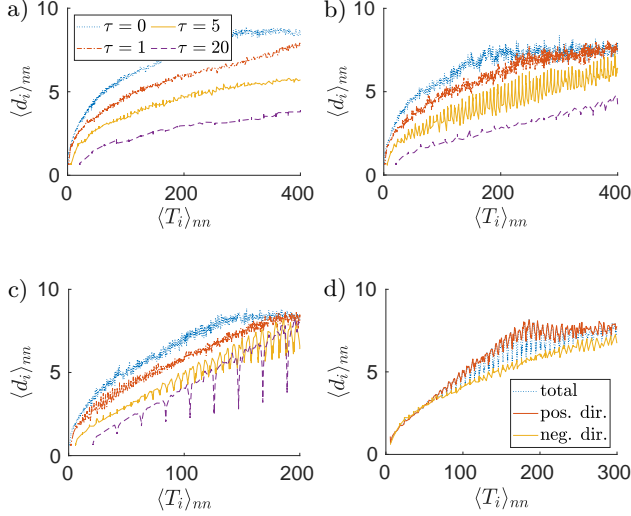 a)
10
5
0
0
200
400
⟨d_i⟩_nn
⟨T_i⟩_nn
τ = 0
τ = 5
τ = 1
τ = 20
b)
10
5
0
0
200
400
⟨d_i⟩_nn
⟨T_i⟩_nn
c)
10
5
0
0
100
200
⟨d_i⟩_nn
⟨T_i⟩_nn
d)
10
5
0
0
100
200
300
⟨d_i⟩_nn
⟨T_i⟩_nn
total
pos. dir.
neg. dir.